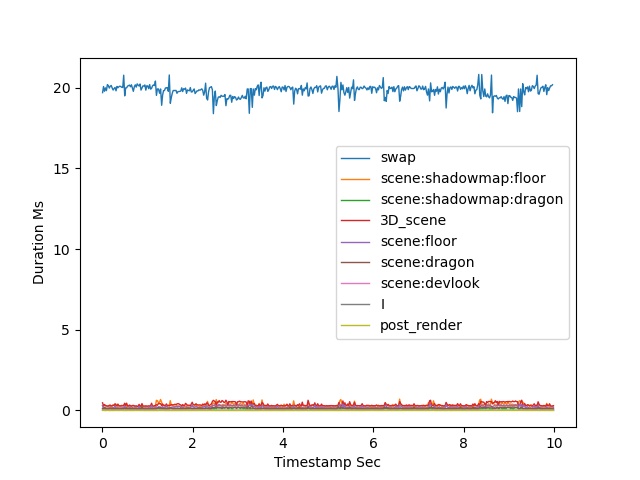 20
15
10
5
0
Duration Ms
swap
scene:shadowmap:floor
scene:shadowmap:dragon
3D_scene
scene:floor
scene:dragon
scene:devlook
I
post_render
0 2 4 6 8 10
Timestamp Sec